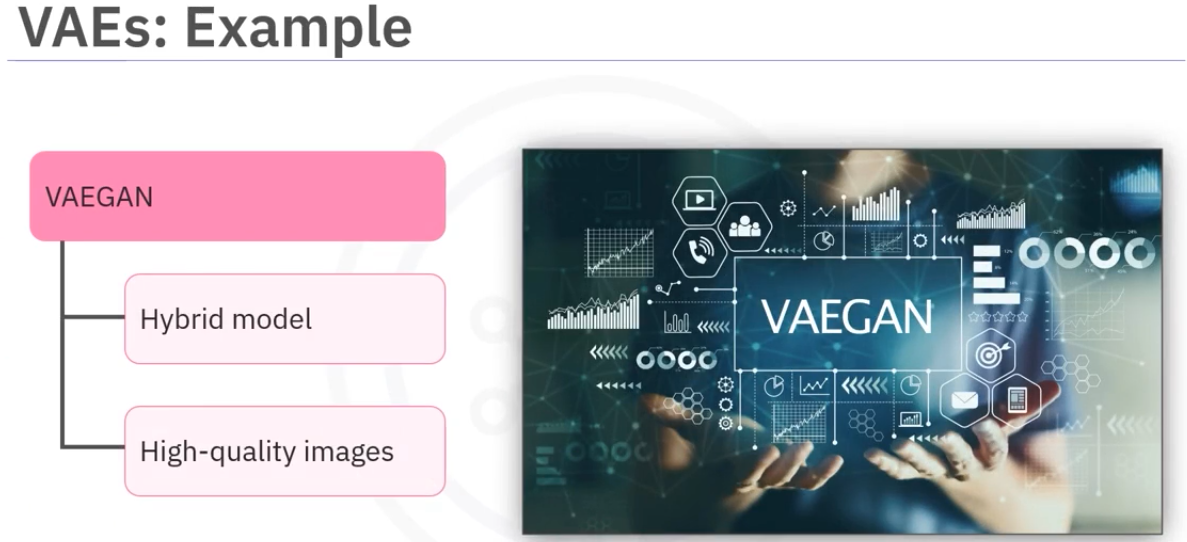 VAEs: Example
VAEGAN
Hybrid model
High-quality images
VAEGAN